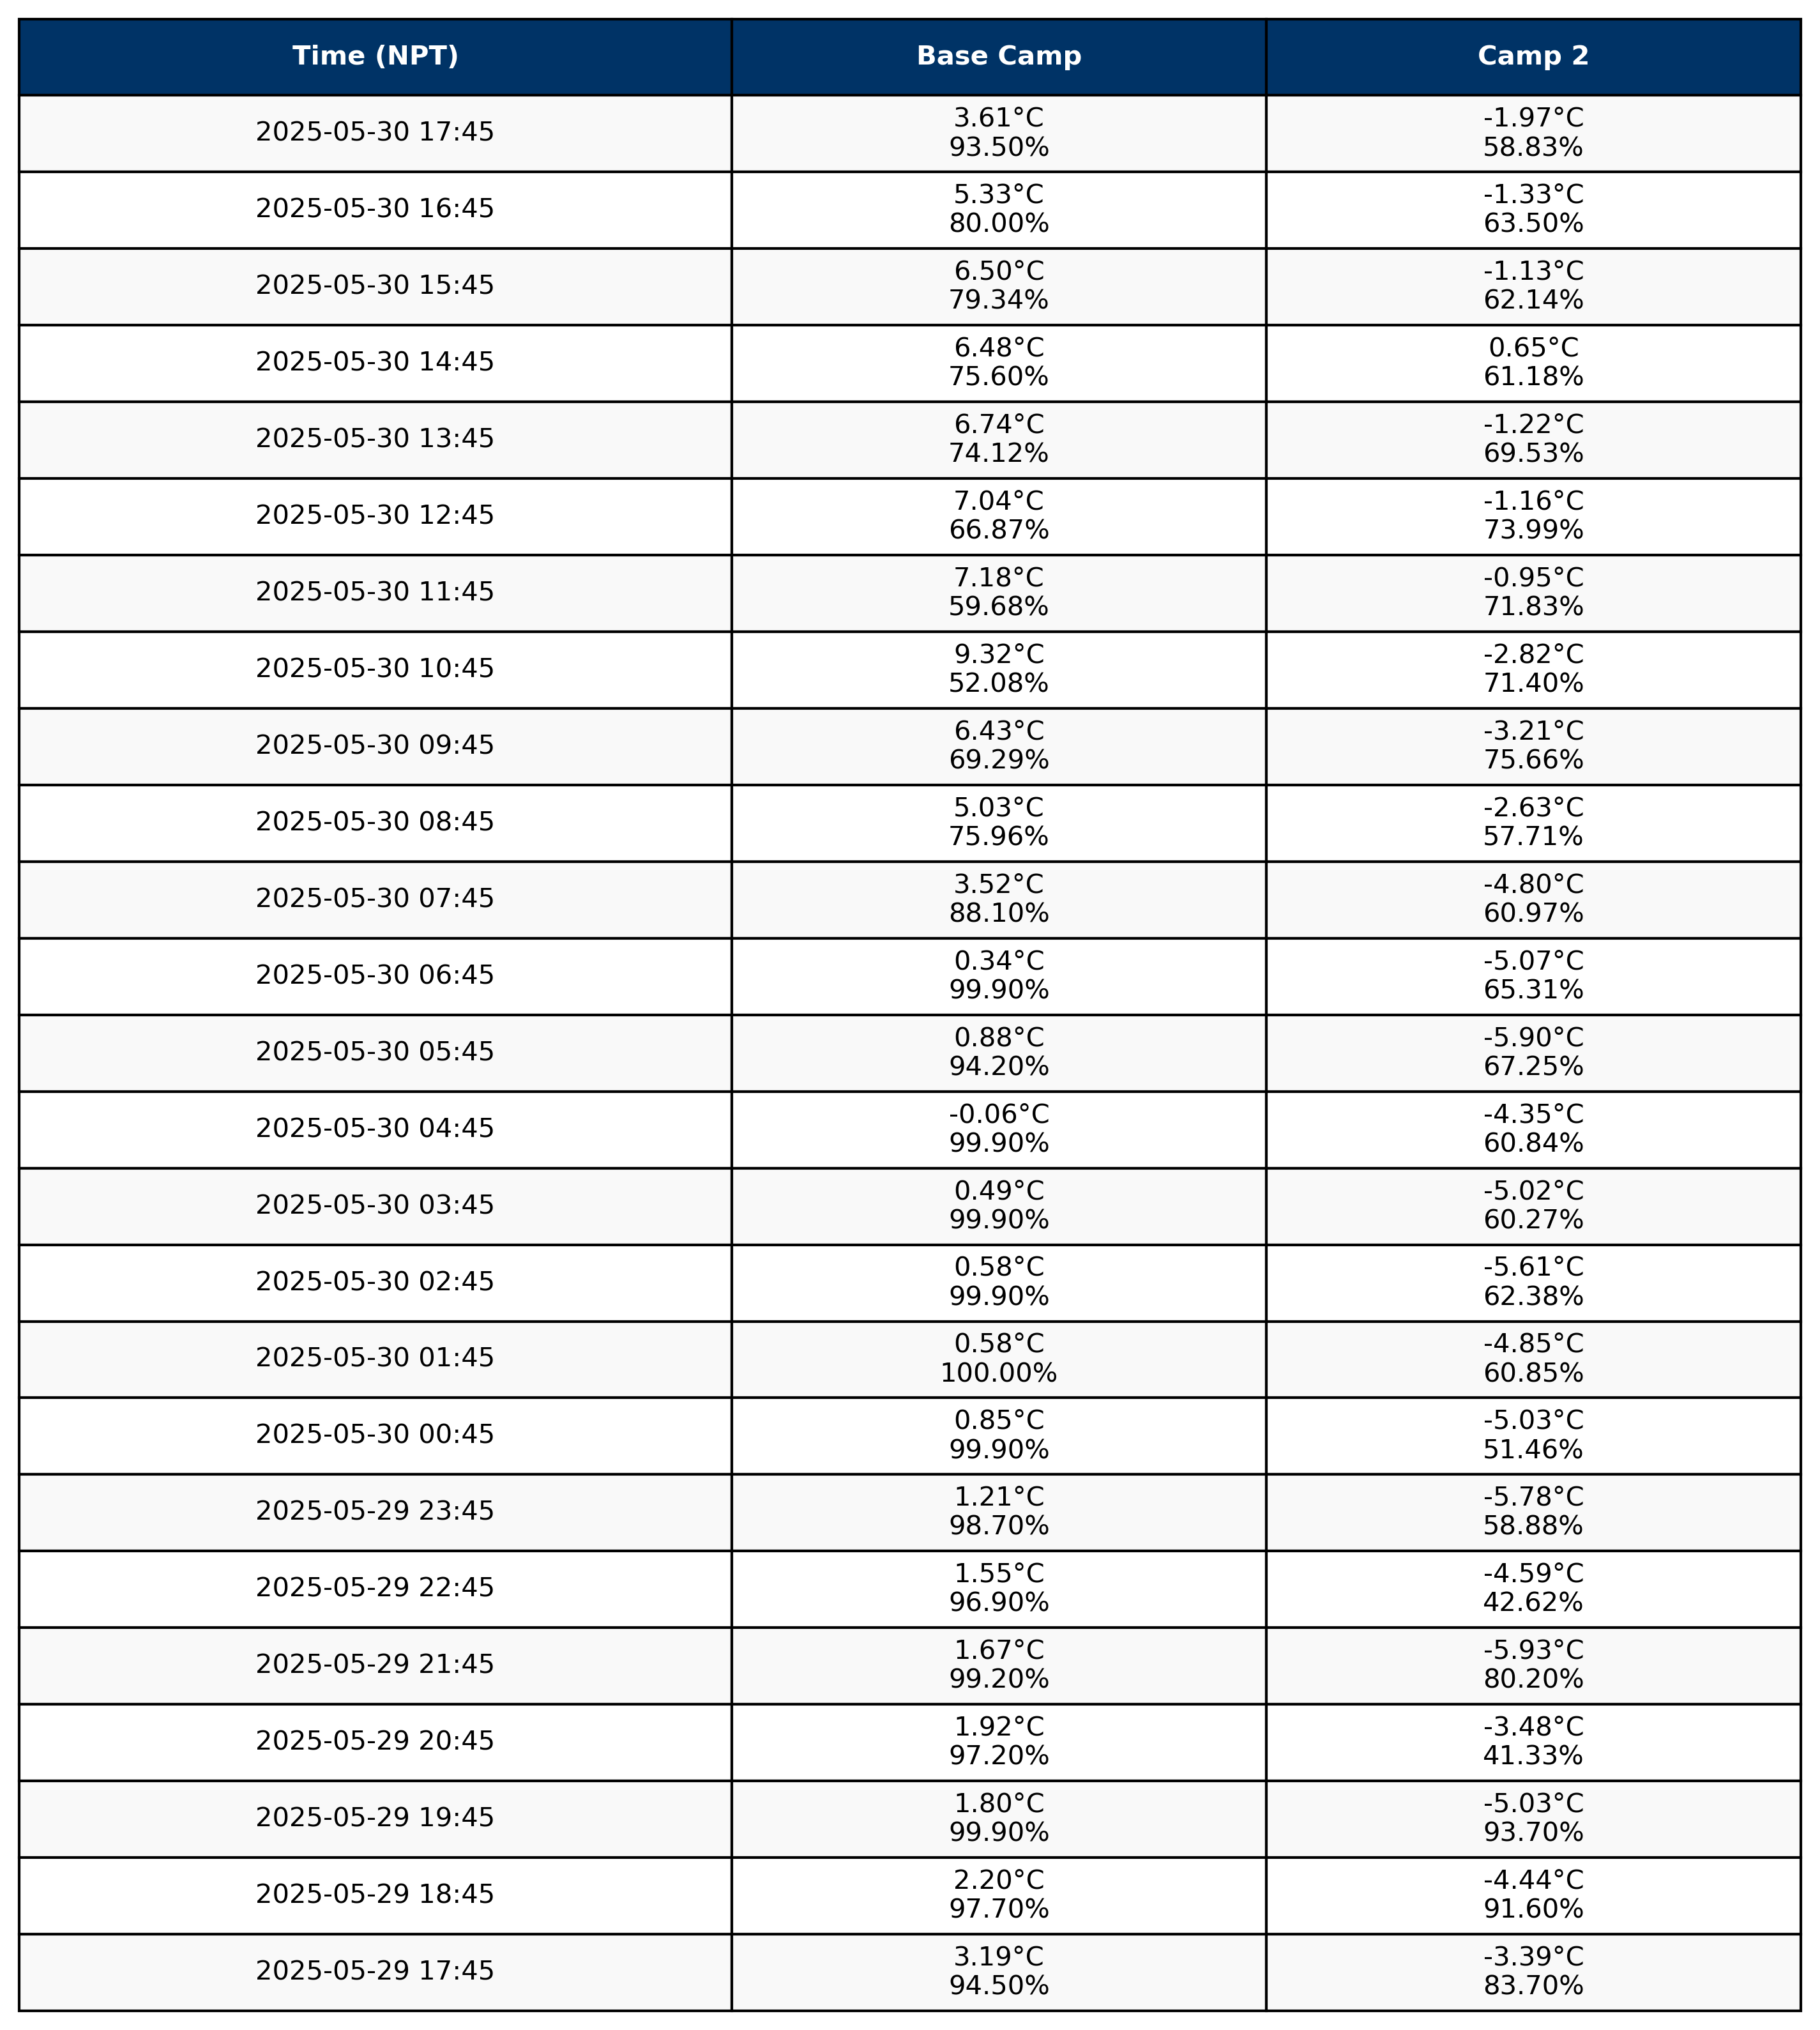 Time (NPT) Base Camp Camp 2
2025-05-30 17:45 3.61°C -1.97°C
93.50% 58.83%
2025-05-30 16:45 5.33°C -1.33°C
80.00% 63.50%
2025-05-30 15:45 6.50°C -1.13°C
79.34% 62.14%
2025-05-30 14:45 6.48°C 0.65°C
75.60% 61.18%
2025-05-30 13:45 6.74°C -1.22°C
74.12% 69.53%
2025-05-30 12:45 7.04°C -1.16°C
66.87% 73.99%
2025-05-30 11:45 7.18°C -0.95°C
59.68% 71.83%
2025-05-30 10:45 9.32°C -2.82°C
52.08% 71.40%
2025-05-30 09:45 6.43°C -3.21°C
69.29% 75.66%
2025-05-30 08:45 5.03°C -2.63°C
75.96% 57.71%
2025-05-30 07:45 3.52°C -4.80°C
88.10% 60.97%
2025-05-30 06:45 0.34°C -5.07°C
99.90% 65.31%
2025-05-30 05:45 0.88°C -5.90°C
94.20% 67.25%
2025-05-30 04:45 -0.06°C -4.35°C
99.90% 60.84%
2025-05-30 03:45 0.49°C -5.02°C
99.90% 60.27%
2025-05-30 02:45 0.58°C -5.61°C
99.90% 62.38%
2025-05-30 01:45 0.58°C -4.85°C
100.00% 60.85%
2025-05-30 00:45 0.85°C -5.03°C
99.90% 51.46%
2025-05-29 23:45 1.21°C -5.78°C
98.70% 58.88%
2025-05-29 22:45 1.55°C -4.59°C
96.90% 42.62%
2025-05-29 21:45 1.67°C -5.93°C
99.20% 80.20%
2025-05-29 20:45 1.92°C -3.48°C
97.20% 41.33%
2025-05-29 19:45 1.80°C -5.03°C
99.90% 93.70%
2025-05-29 18:45 2.20°C -4.44°C
97.70% 91.60%
2025-05-29 17:45 3.19°C -3.39°C
94.50% 83.70%